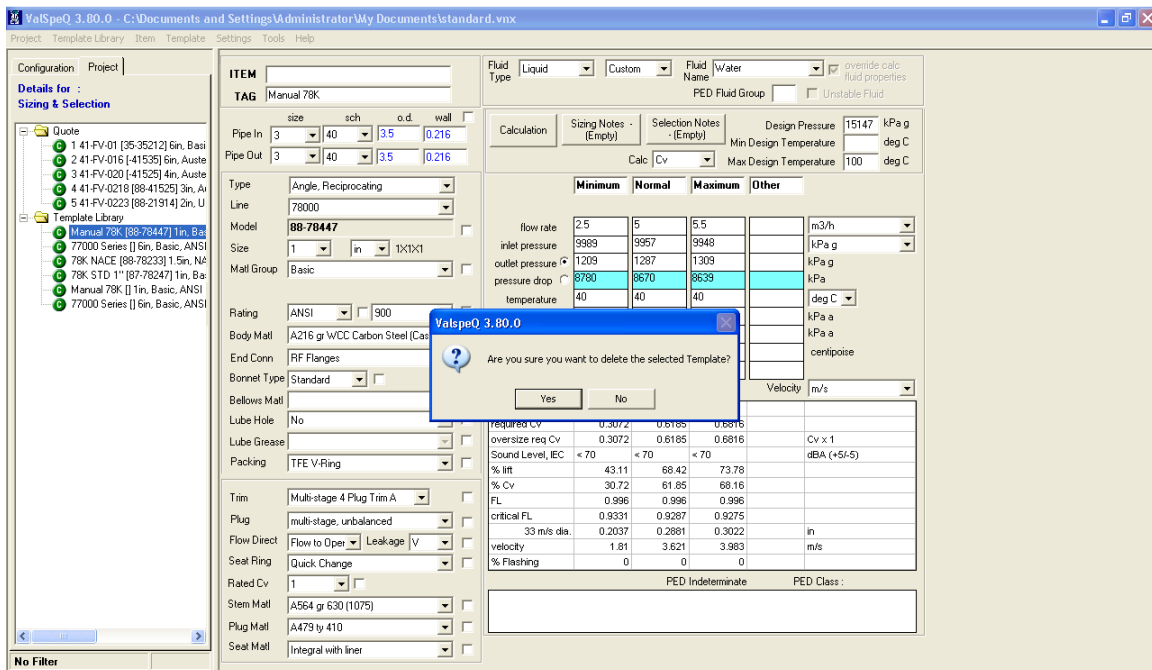 ValSpeQ 3.80.0 - C:\Documents and Settings\Administrator\My Documents\standard.vnx
Project Template Library Item Template Settings Tools Help
Configuration Project
Details for :
Sizing & Selection
Quote
1 41-FV-01 [35-35212] 6in, Basi
2 41-FV-016 [-41535] 6in, Auste
3 41-FV-020 [-41525] 4in, Auste
4 41-FV-0218 [88-41525] 3in, A
5 41-FV-0223 [88-21914] 2in, U
Template Library
Manual 78K [88-78447] 1in, Bas
77000 Series [] 6in, Basic, ANSI
78K NACE [88-78233] 1.5in, NA
78K STD 1" [87-78247] 1in, Ba
Manual 78K [] 1in, Basic, ANSI
77000 Series [] 6in, Basic, ANSI
No Filter
ITEM
TAG Manual 78K
size sch o.d. wall
Pipe In 3 40 3.5 0.216
Pipe Out 3 40 3.5 0.216
Type Angle, Reciprocating
Line 78000
Model 88-78447
Size 1 in 1X1X1
Matl Group Basic
Rating ANSI 900
Body Matl A216 gr WCC Carbon Steel (Cas
End Conn RF Flanges
Bonnet Type Standard
Bellows Matl
Lube Hole No
Lube Grease
Packing TFE V-Ring
Trim Multi-stage 4 Plug Trim A
Plug multi-stage, unbalanced
Flow Direct Flow to Oper Leakage V
Seat Ring Quick Change
Rated Cv 1
Stem Matl A564 gr 630 (1075)
Plug Matl A479 ty 410
Seat Matl Integral with liner
Fluid Type Liquid Custom Fluid Name Water override calc fluid properties
PED Fluid Group Unstable Fluid
Calculation Sizing Notes - (Empty) Selection Notes - (Empty)
Design Pressure 15147 kPa g
Min Design Temperature deg C
Calc Cv Max Design Temperature 100 deg C
Minimum Normal Maximum Other
flow rate 2.5 5 5.5 m3/h
inlet pressure 9989 9957 9948 kPa g
outlet pressure 1209 1287 1309 kPa g
pressure drop 8780 8670 8639 kPa
temperature 40 40 40 deg C
kPa a
kPa a
centipoise
Velocity m/s
ValspeQ 3.80.0
Are you sure you want to delete the selected Template?
Yes No
required Cv 0.3072 0.6185 0.6816
oversize req Cv 0.3072 0.6185 0.6816 Cv x 1
Sound Level, IEC < 70 < 70 < 70 dBA (+5/-5)
% lift 43.11 68.42 73.78
% Cv 30.72 61.85 68.16
FL 0.996 0.996 0.996
critical FL 0.9331 0.9287 0.9275
33 m/s dia. 0.2037 0.2881 0.3022 in
velocity 1.81 3.621 3.983 m/s
% Flashing 0 0 0
PED Indeterminate PED Class :